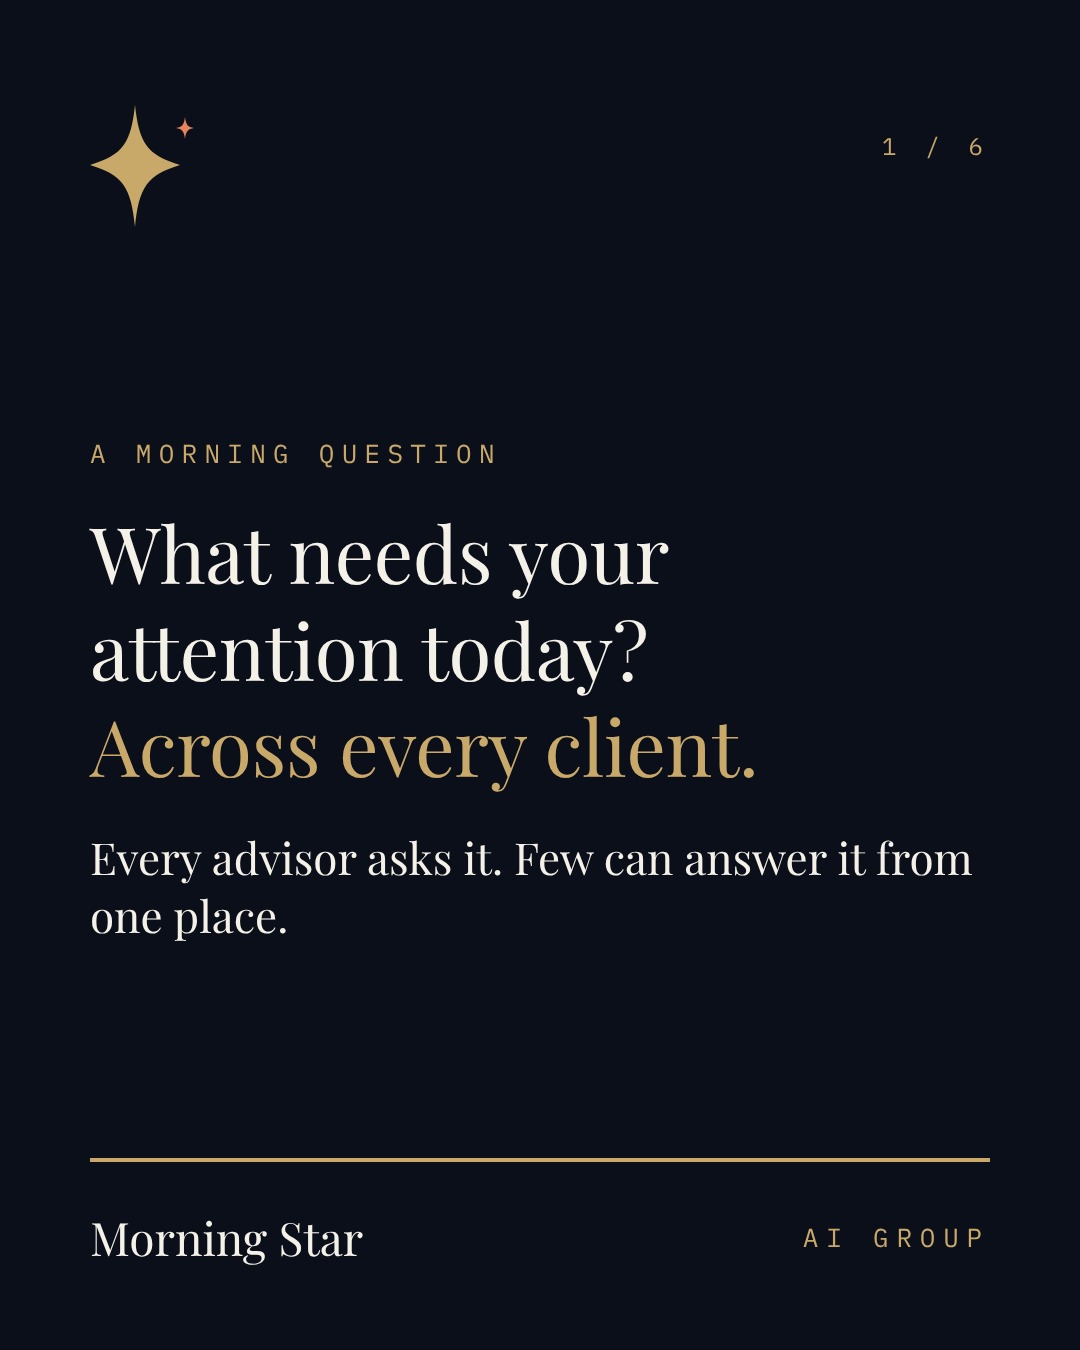 1 / 6
A MORNING QUESTION
What needs your
attention today?
Across every client.
Every advisor asks it. Few can answer it from
one place.
Morning Star
AI GROUP